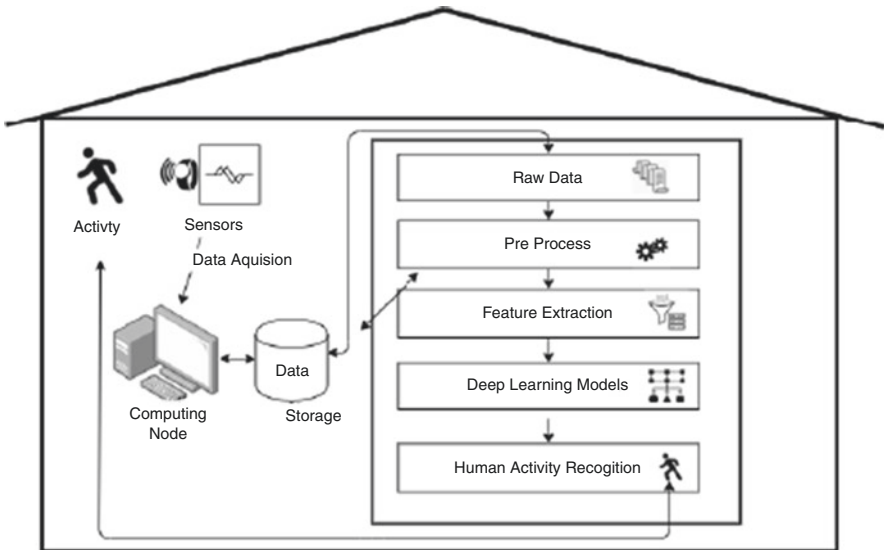 Activty
Sensors
Data Aquision
Computing
Node
Data
Storage
Raw Data
Pre Process
Feature Extraction
Deep Learning Models
Human Activity Recogition